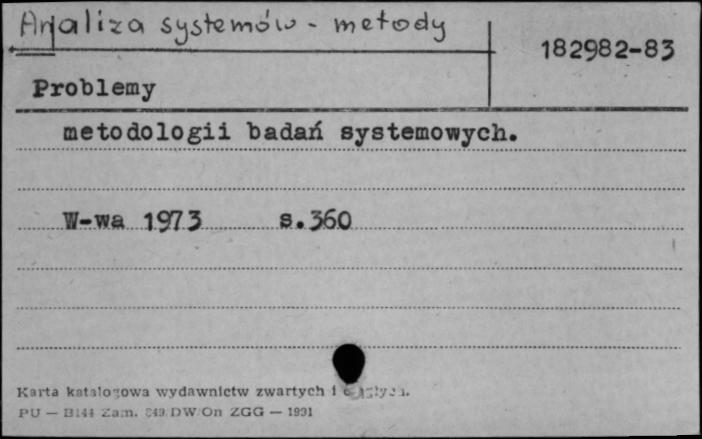 Analiza systemów - metody
182982-83
Problemy
metodologii badań systemowych.
W-wa 1973 s.360
Karta katalogowa wydawnictw zwartych i
PU — B144 Zam. DW/On ZGG — 1931